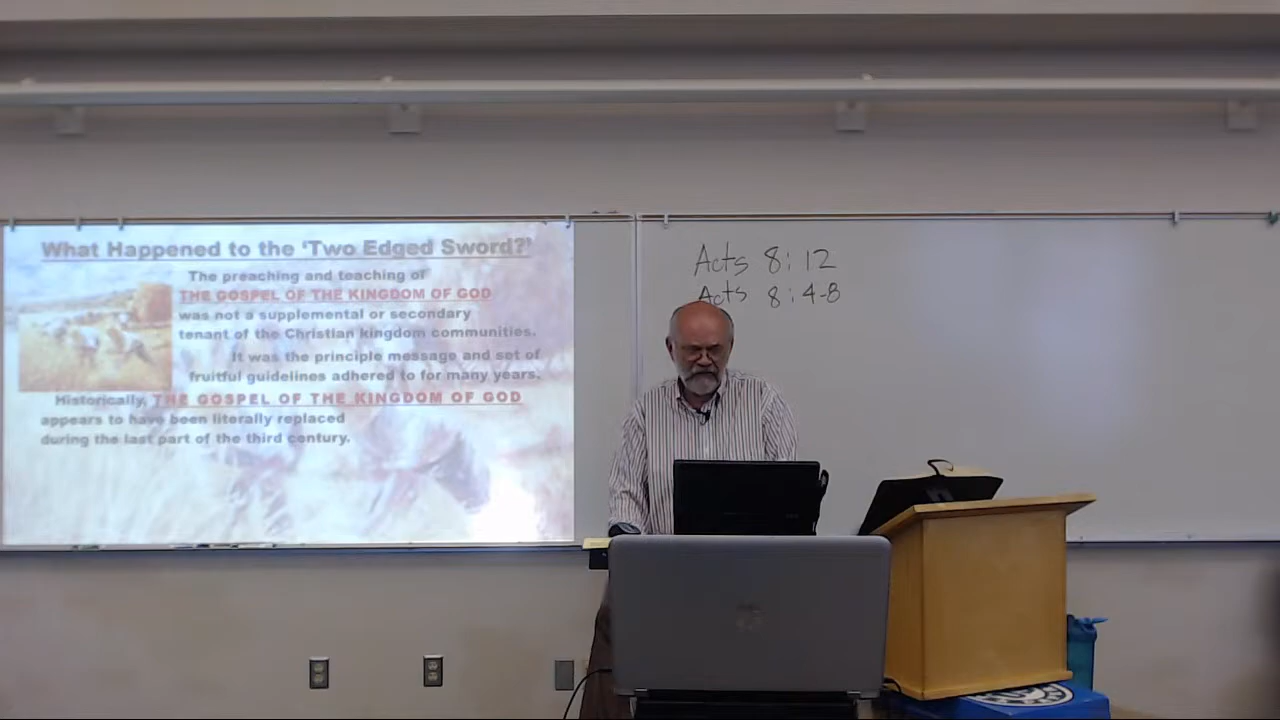 What Happened to the 'Two Edged Sword?'
The preaching and teaching of
THE GOSPEL OF THE KINGDOM OF GOD
was not a supplemental or secondary
tenant of the Christian kingdom communities.
It was the principle message and set of
fruitful guidelines adhered to for many years.
Historically, THE GOSPEL OF THE KINGDOM OF GOD
appears to have been literally replaced
during the last part of the third century.
Acts 8:12
Acts 8:4-8